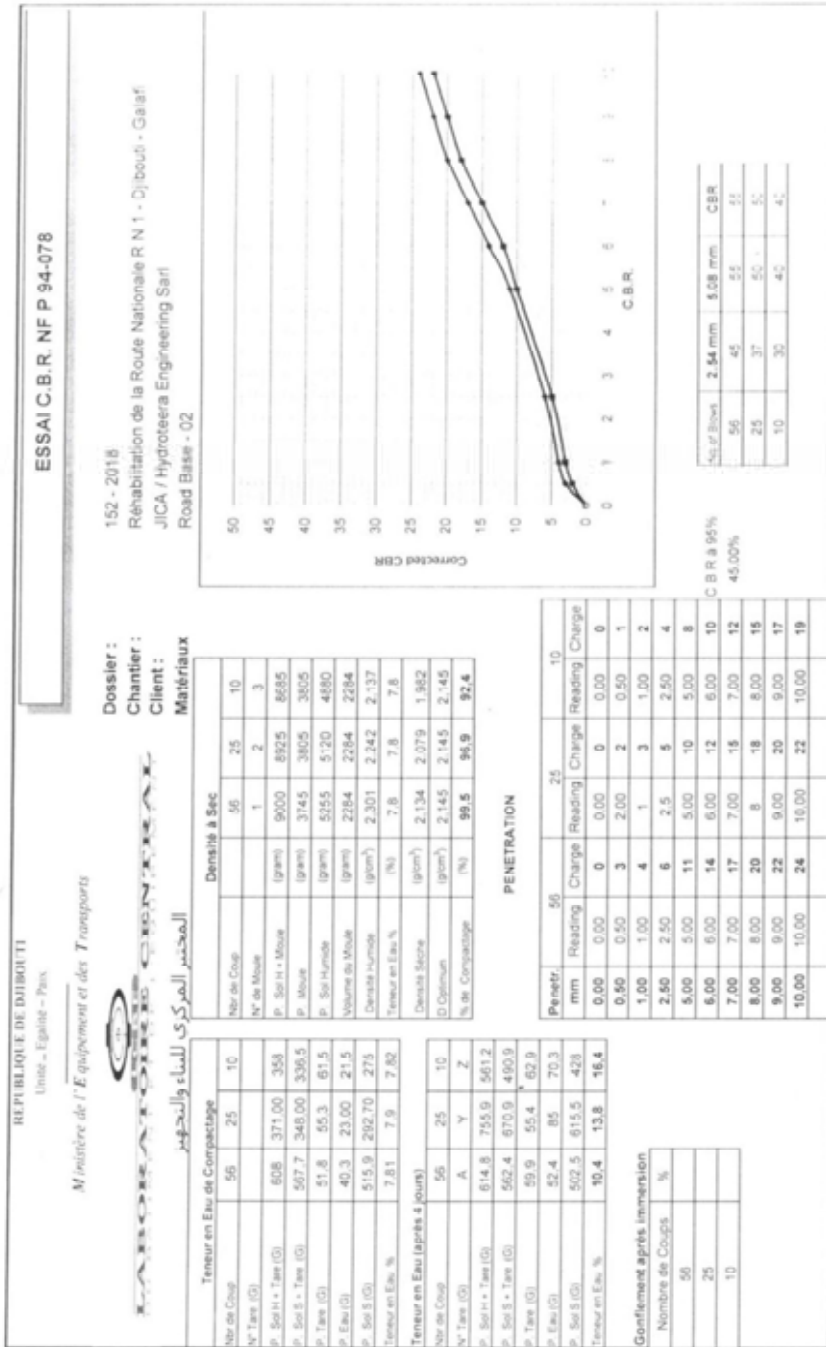 REPUBLIQUE DE DJIBOUTI
Unité _ Egalité – Paix
Ministère de l'Equipement et des Transports
LABORATOIRE CENTRAL
المختبر المركزي للبناء والتجهيز
ESSAI C.B.R. NF P 94-078
Dossier : 152 - 2018
Chantier : Réhabilitation de la Route Nationale R N 1 - Djibouti - Galafi
Client : JICA / Hydroteera Engineering Sarl
Matériaux Road Base - 02
Teneur en Eau de Compactage
Nbr de Coup 56 25 10
N° Tare (G)
P. Sol H + Tare (G) 608 371,00 358
P. Sol S + Tare (G) 567,7 348,00 336,5
P. Tare (G) 51,8 55,3 61,5
P. Eau (G) 40,3 23,00 21,5
P. Sol S (G) 515,9 292,70 275
Teneur en Eau % 7,81 7,9 7,82
Teneur en Eau (après 4 jours)
Nbr de Coup 56 25 10
N° Tare (G) A Y Z
P. Sol H + Tare (G) 614,8 755,9 561,2
P. Sol S + Tare (G) 562,4 670,9 490,9
P. Tare (G) 59,9 55,4 62,9
P. Eau (G) 52,4 85 70,3
P. Sol S (G) 502,5 615,5 428
Teneur en Eau % 10,4 13,8 16,4
Gonflement après immersion
Nombre de Coups %
56
25
10
Densité à Sec
Nbr de Coup 56 25 10
N° de Moule 1 2 3
P. Sol H + Moule (gram) 9000 8925 8685
P. Moule (gram) 3745 3805 3805
P. Sol Humide (gram) 5255 5120 4880
Volume du Moule (gram) 2284 2284 2284
Densité Humide (g/cm³) 2,301 2,242 2,137
Teneur en Eau % (%) 7,8 7,8 7,8
Densité Sèche (g/cm³) 2,134 2,079 1,982
D Optimum (g/cm³) 2,145 2,145 2,145
% de Compactage (%) 99,5 96,9 92,4
PENETRATION
Penetr. 56 25 10
mm Reading Charge Reading Charge Reading Charge
0,00 0,00 0 0,00 0 0,00 0
0,50 0,50 3 2,00 2 0,50 1
1,00 1,00 4 1 3 1,00 2
2,50 2,50 6 2,5 5 2,50 4
5,00 5,00 11 5,00 10 5,00 8
6,00 6,00 14 6,00 12 6,00 10
7,00 7,00 17 7,00 15 7,00 12
8,00 8,00 20 8 18 8,00 15
9,00 9,00 22 9,00 20 9,00 17
10,00 10,00 24 10,00 22 10,00 19
Corrected CBR
50
45
40
35
30
25
20
15
10
5
0
0 1 2 3 4 5 6 7 8 9
C.B.R.
C B R à 95%
45.00%
No. of Blows 2.54 mm 5.08 mm CBR
56 45 55
25 37 50
10 30 40